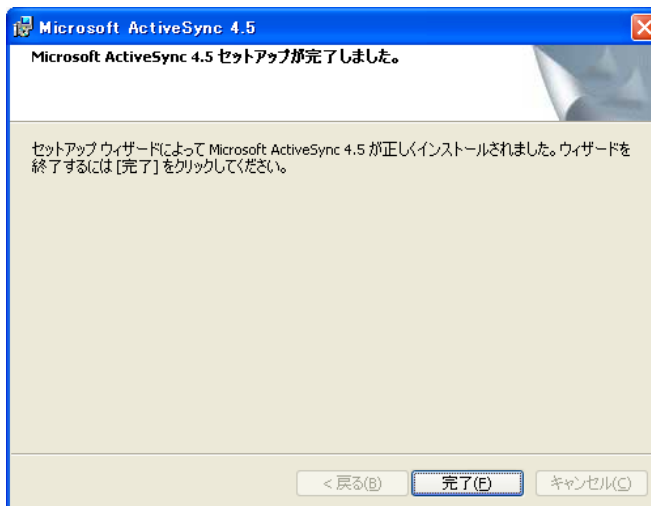 Microsoft ActiveSync 4.5
Microsoft ActiveSync 4.5 セットアップが完了しました。
セットアップ ウィザードによって Microsoft ActiveSync 4.5 が正しくインストールされました。ウィザードを
終了するには [完了] をクリックしてください。
< 戻る(B)
完了(F)
キャンセル(C)